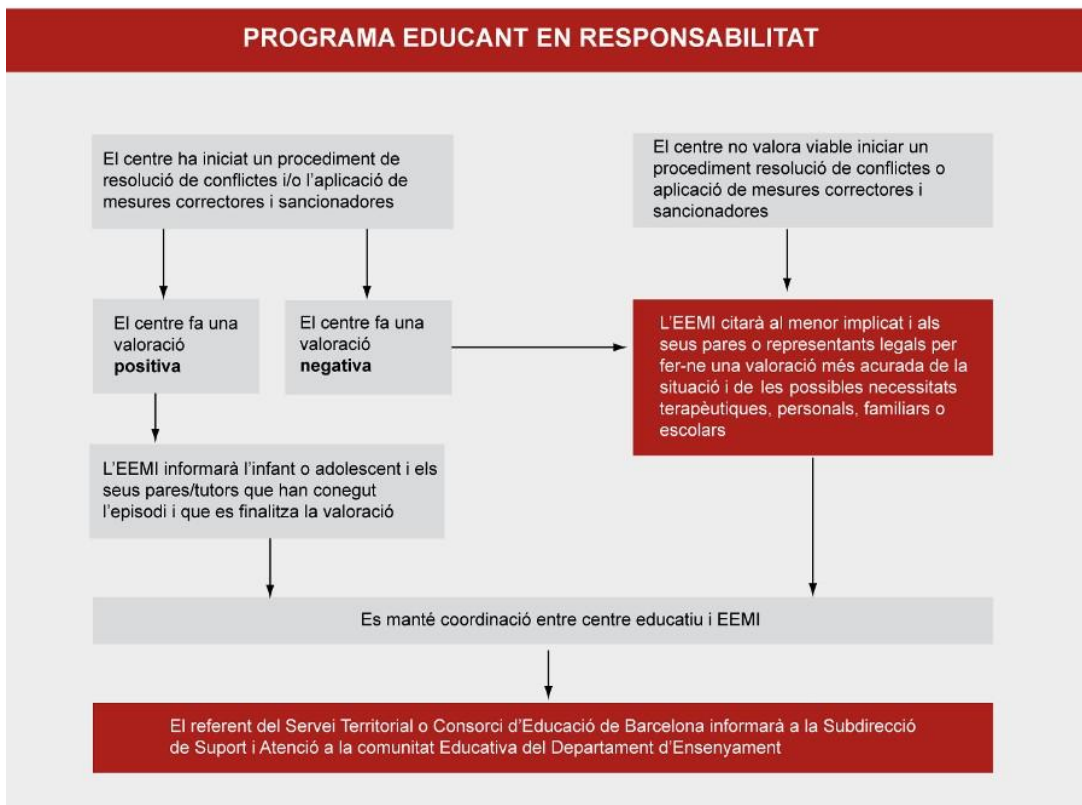 PROGRAMA EDUCANT EN RESPONSABILITAT
El centre ha iniciat un procediment de
resolució de conflictes i/o l'aplicació de
mesures correctores i sancionadores
El centre no valora viable iniciar un
procediment resolució de conflictes o
aplicació de mesures correctores i
sancionadores
El centre fa una
valoració
positiva
El centre fa una
valoració
negativa
L'EEMI citarà al menor implicat i als
seus pares o representants legals per
fer-ne una valoració més acurada de la
situació i de les possibles necessitats
terapèutiques, personals, familiars o
escolars
L'EEMI informarà l'infant o adolescent i els
seus pares/tutors que han conegut
l'episodi i que es finalitza la valoració
Es manté coordinació entre centre educatiu i EEMI
El referent del Servei Territorial o Consorci d'Educació de Barcelona informarà a la Subdirecció
de Suport i Atenció a la comunitat Educativa del Departament d'Ensenyament